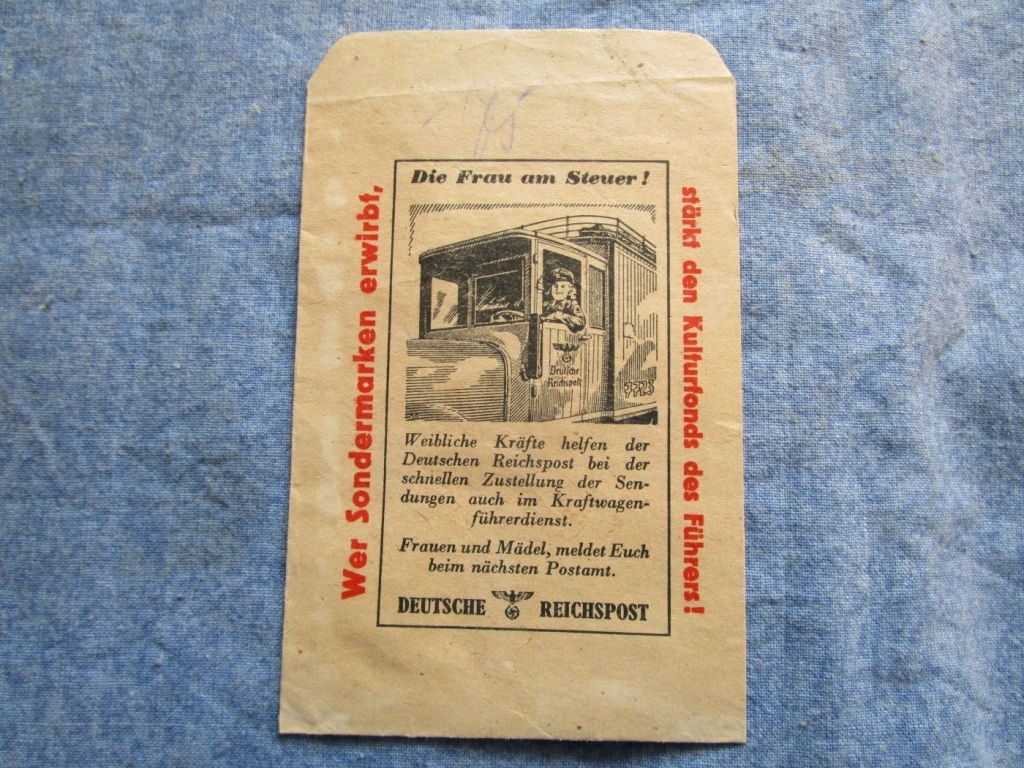 Die Frau am Steuer!
Wer Sondermarken erwirbt,
stärkt den Kulturfonds des Führers!
Deutsche
Reichspost
Weibliche Kräfte helfen der
Deutschen Reichspost bei der
schnellen Zustellung der Sen-
dungen auch im Kraftwagen-
führerdienst.
Frauen und Mädel, meldet Euch
beim nächsten Postamt.
DEUTSCHE REICHSPOST